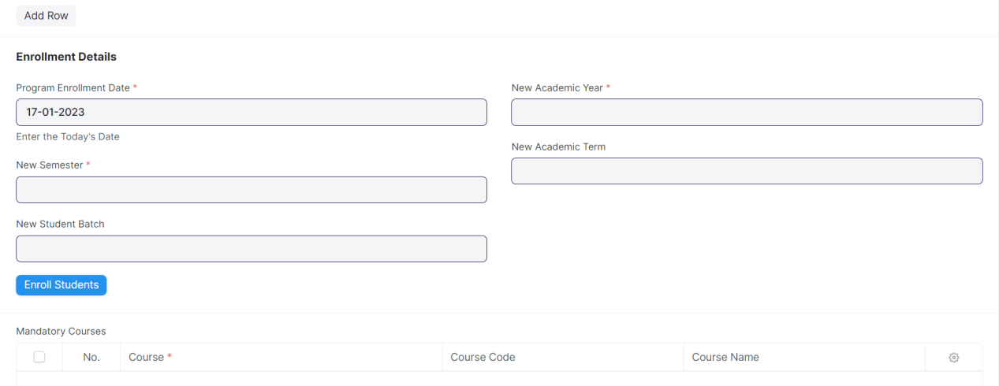 Add Row
Enrollment Details
Program Enrollment Date *
17-01-2023
Enter the Today's Date
New Semester *
New Student Batch
New Academic Year *
New Academic Term
Enroll Students
Mandatory Courses
No. Course * Course Code Course Name